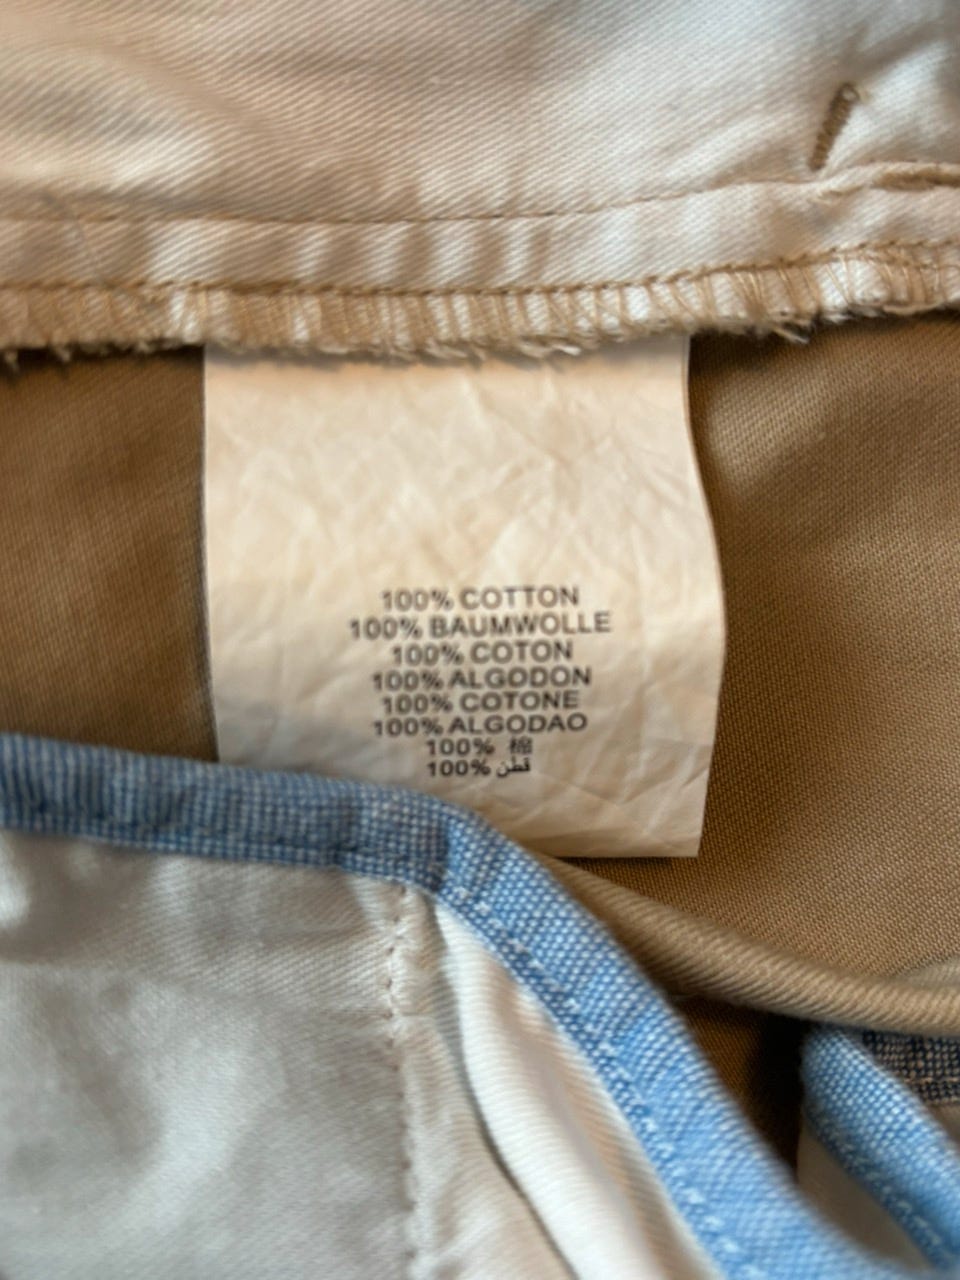 100% COTTON
100% BAUMWOLLE
100% COTON
100% ALGODON
100% COTONE
100% ALGODAO
100% 棉
100% قطن